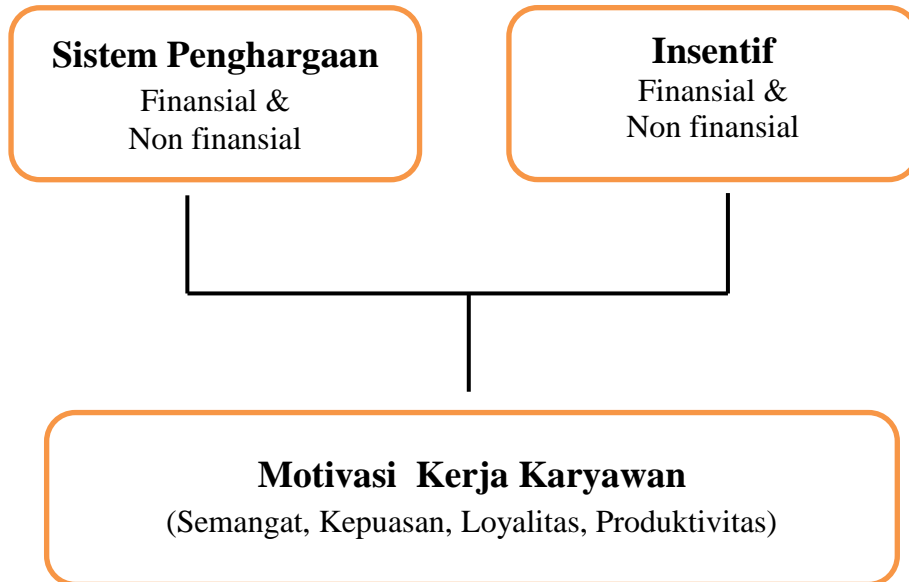 Sistem Penghargaan
Finansial &
Non finansial
Insentif
Finansial &
Non finansial
Motivasi Kerja Karyawan
(Semangat, Kepuasan, Loyalitas, Produktivitas)